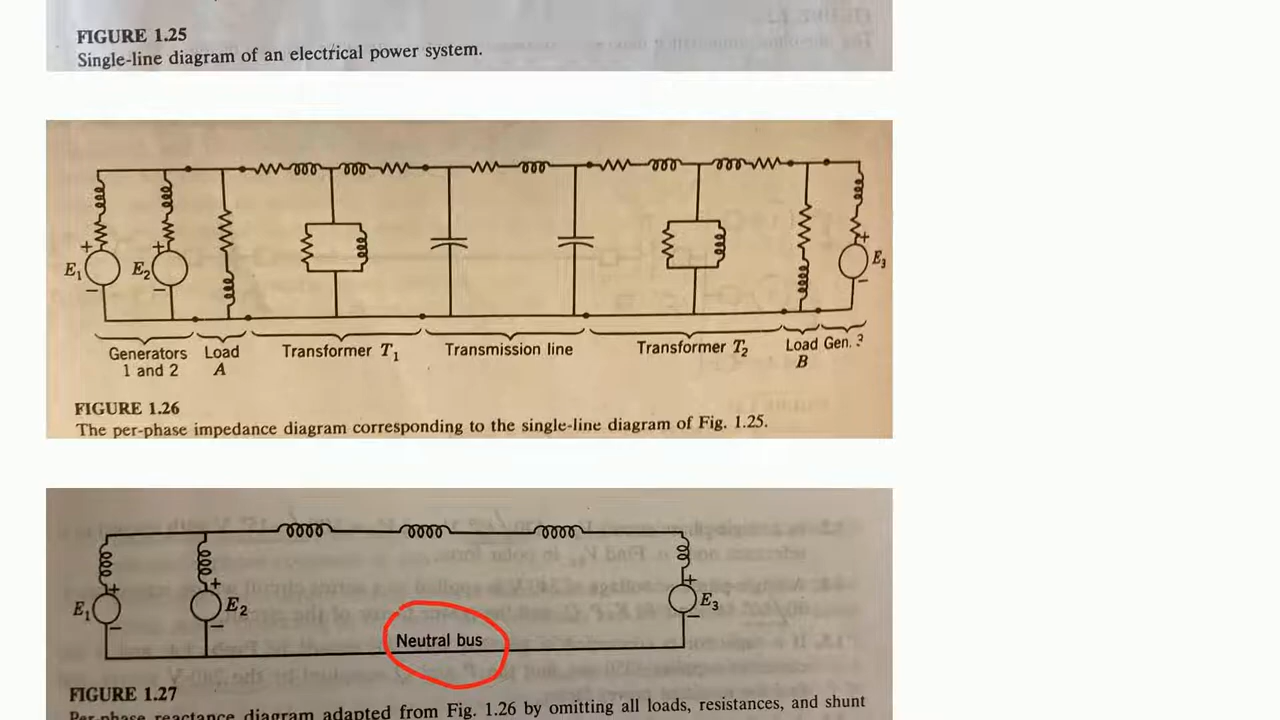 FIGURE 1.25
Single-line diagram of an electrical power system.
E1 + − E2 + − + E3 −
Generators 1 and 2
Load A
Transformer T1
Transmission line
Transformer T2
Load B
Gen. 3
FIGURE 1.26
The per-phase impedance diagram corresponding to the single-line diagram of Fig. 1.25.
E1 + − + E2 − + E3 −
Neutral bus
FIGURE 1.27
Per-phase reactance diagram adapted from Fig. 1.26 by omitting all loads, resistances, and shunt